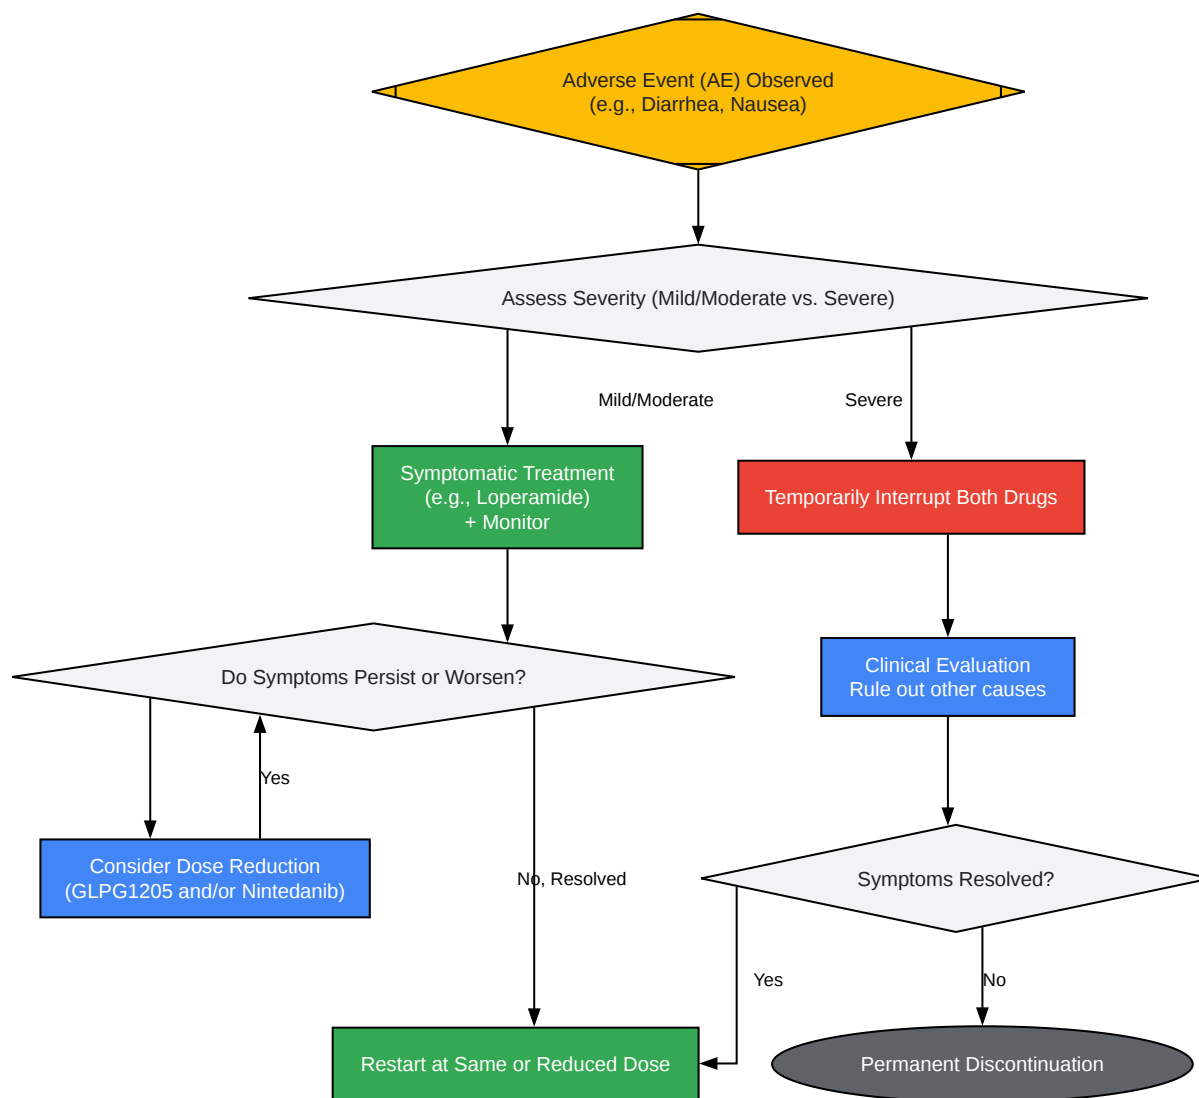 Adverse Event (AE) Observed
(e.g., Diarrhea, Nausea)
Assess Severity (Mild/Moderate vs. Severe)
Mild/Moderate
Severe
Symptomatic Treatment
(e.g., Loperamide)
+ Monitor
Temporarily Interrupt Both Drugs
Do Symptoms Persist or Worsen?
Clinical Evaluation
Rule out other causes
Yes
Consider Dose Reduction
(GLPG1205 and/or Nintedanib)
No, Resolved
Symptoms Resolved?
Yes
No
Restart at Same or Reduced Dose
Permanent Discontinuation